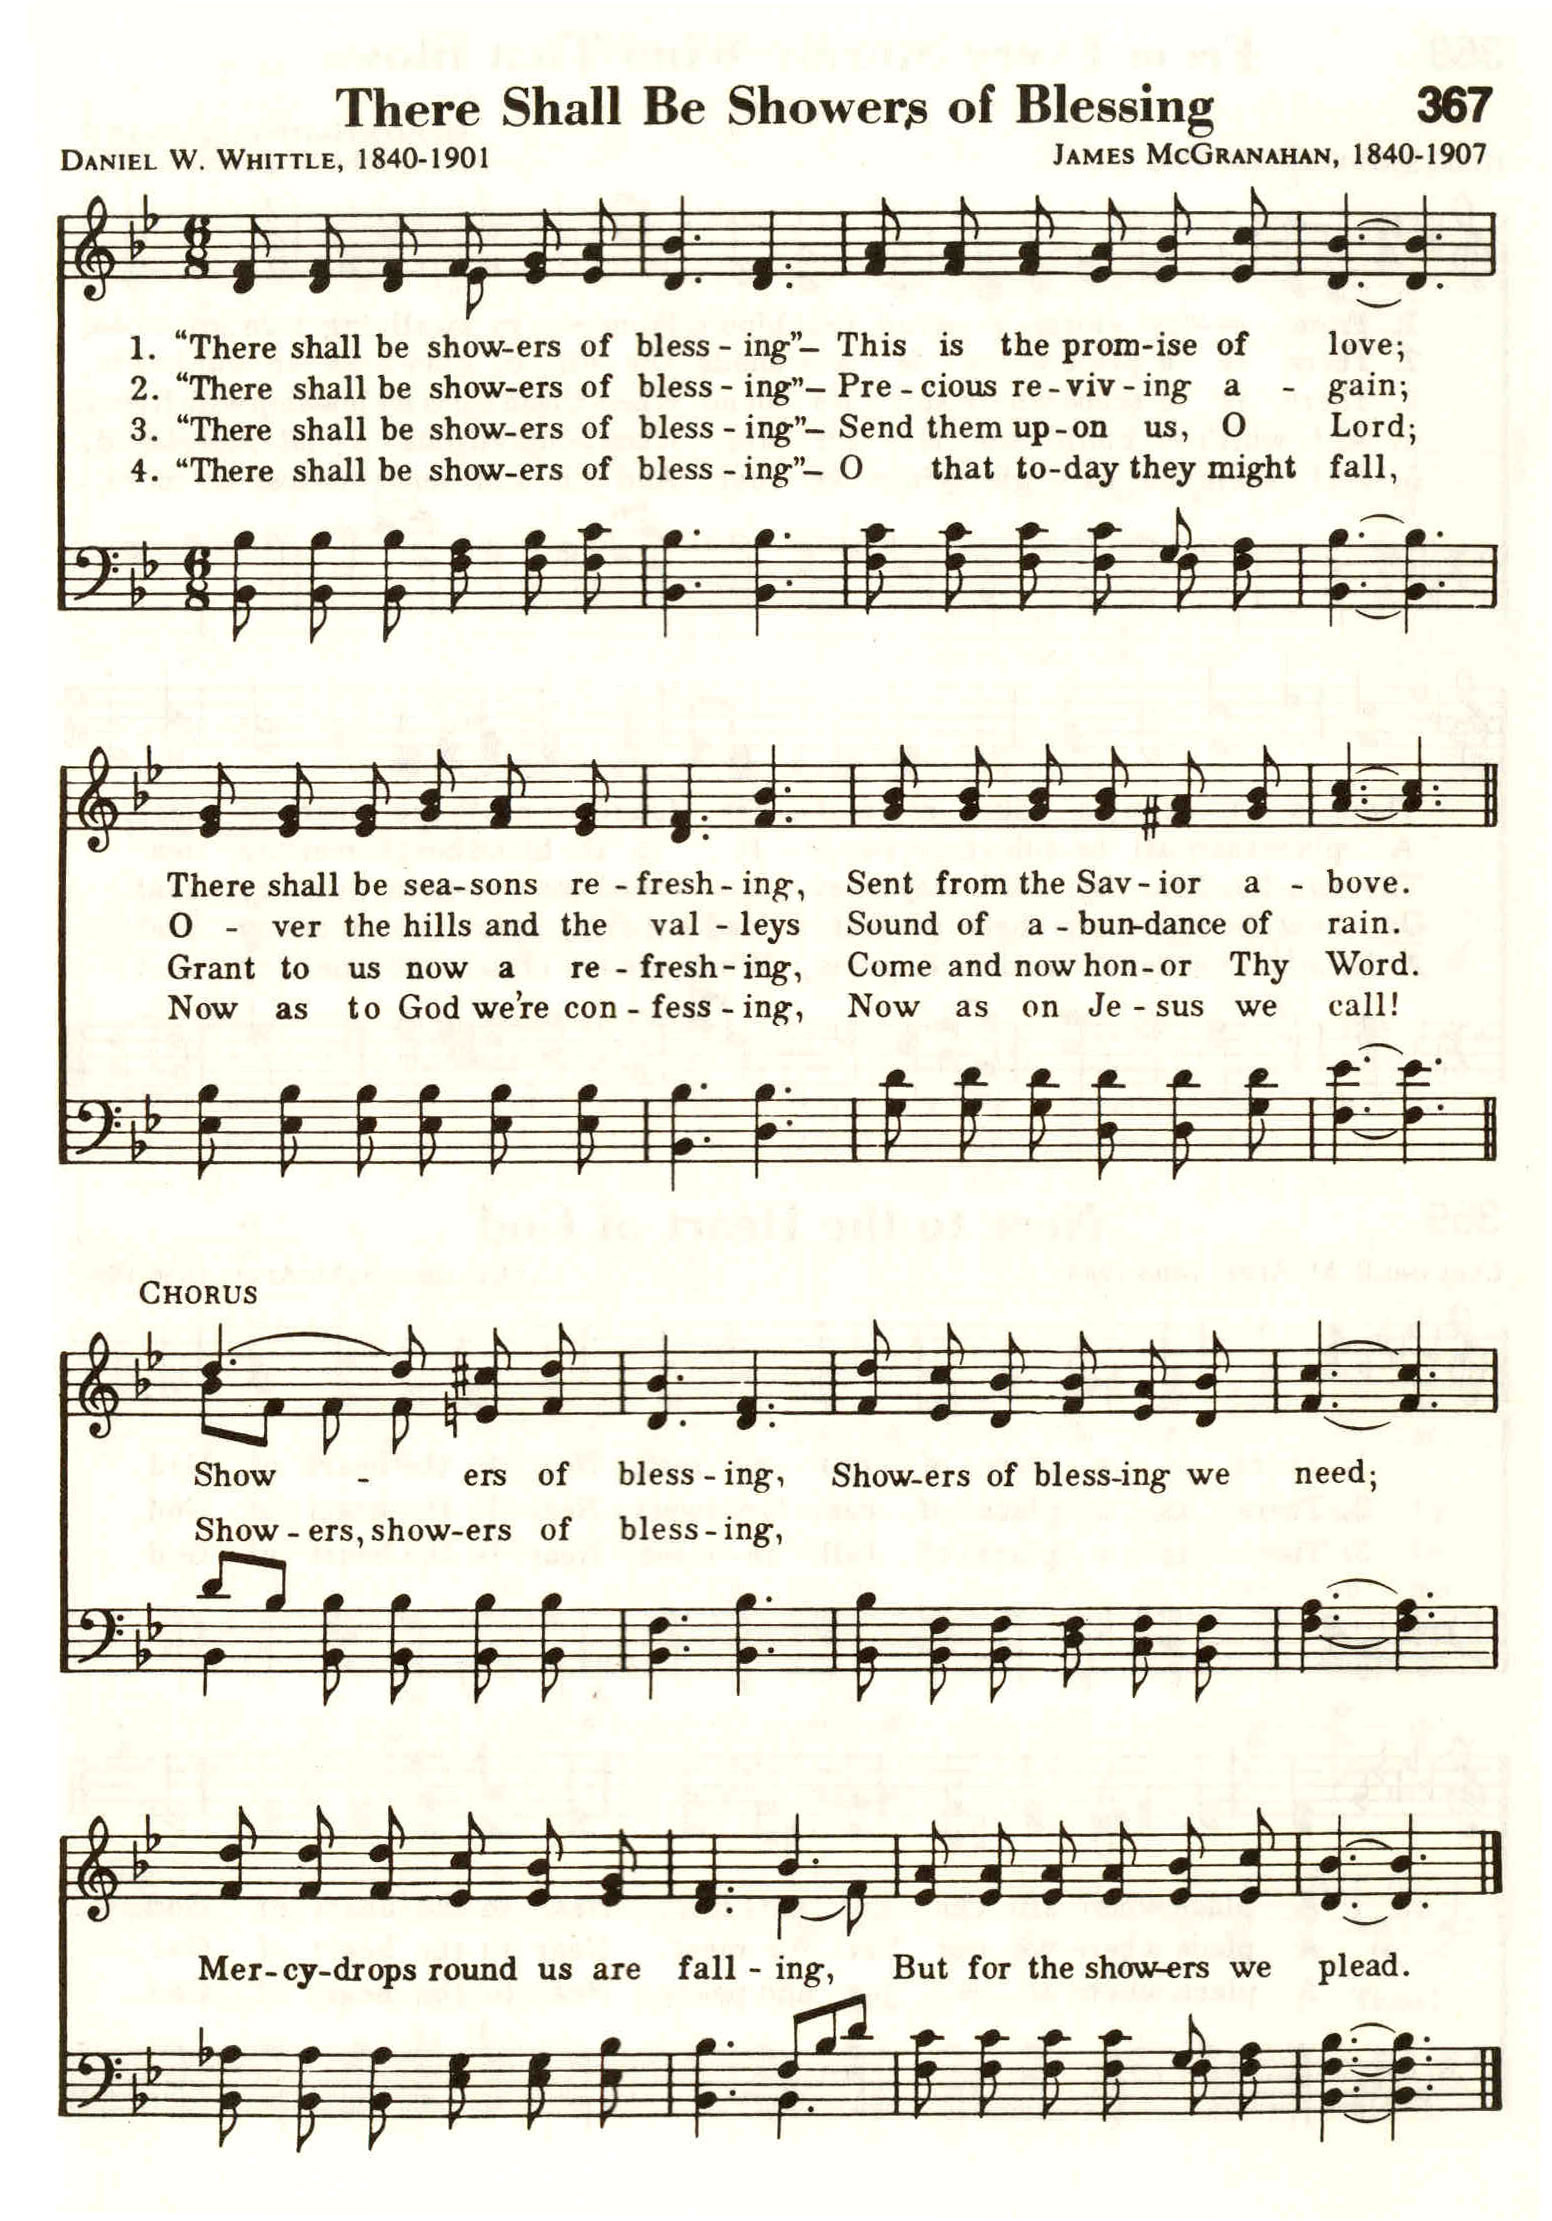 There Shall Be Showers of Blessing 367
DANIEL W. WHITTLE, 1840-1901 JAMES MCGRANAHAN, 1840-1907
1. “There shall be show-ers of bless - ing”– This is the prom-ise of love;
2. “There shall be show-ers of bless - ing”– Pre - cious re - viv - ing a - gain;
3. “There shall be show-ers of bless - ing”– Send them up-on us, O Lord;
4. “There shall be show-ers of bless - ing”– O that to-day they might fall,
There shall be sea-sons re - fresh - ing, Sent from the Sav - ior a - bove.
O - ver the hills and the val - leys Sound of a - bun-dance of rain.
Grant to us now a re - fresh - ing, Come and now hon - or Thy Word.
Now as to God we're con - fess - ing, Now as on Je - sus we call!
CHORUS
Show - ers of bless - ing, Show-ers of bless-ing we need;
Show - ers, show-ers of bless - ing,
Mer-cy-drops round us are fall - ing, But for the show-ers we plead.